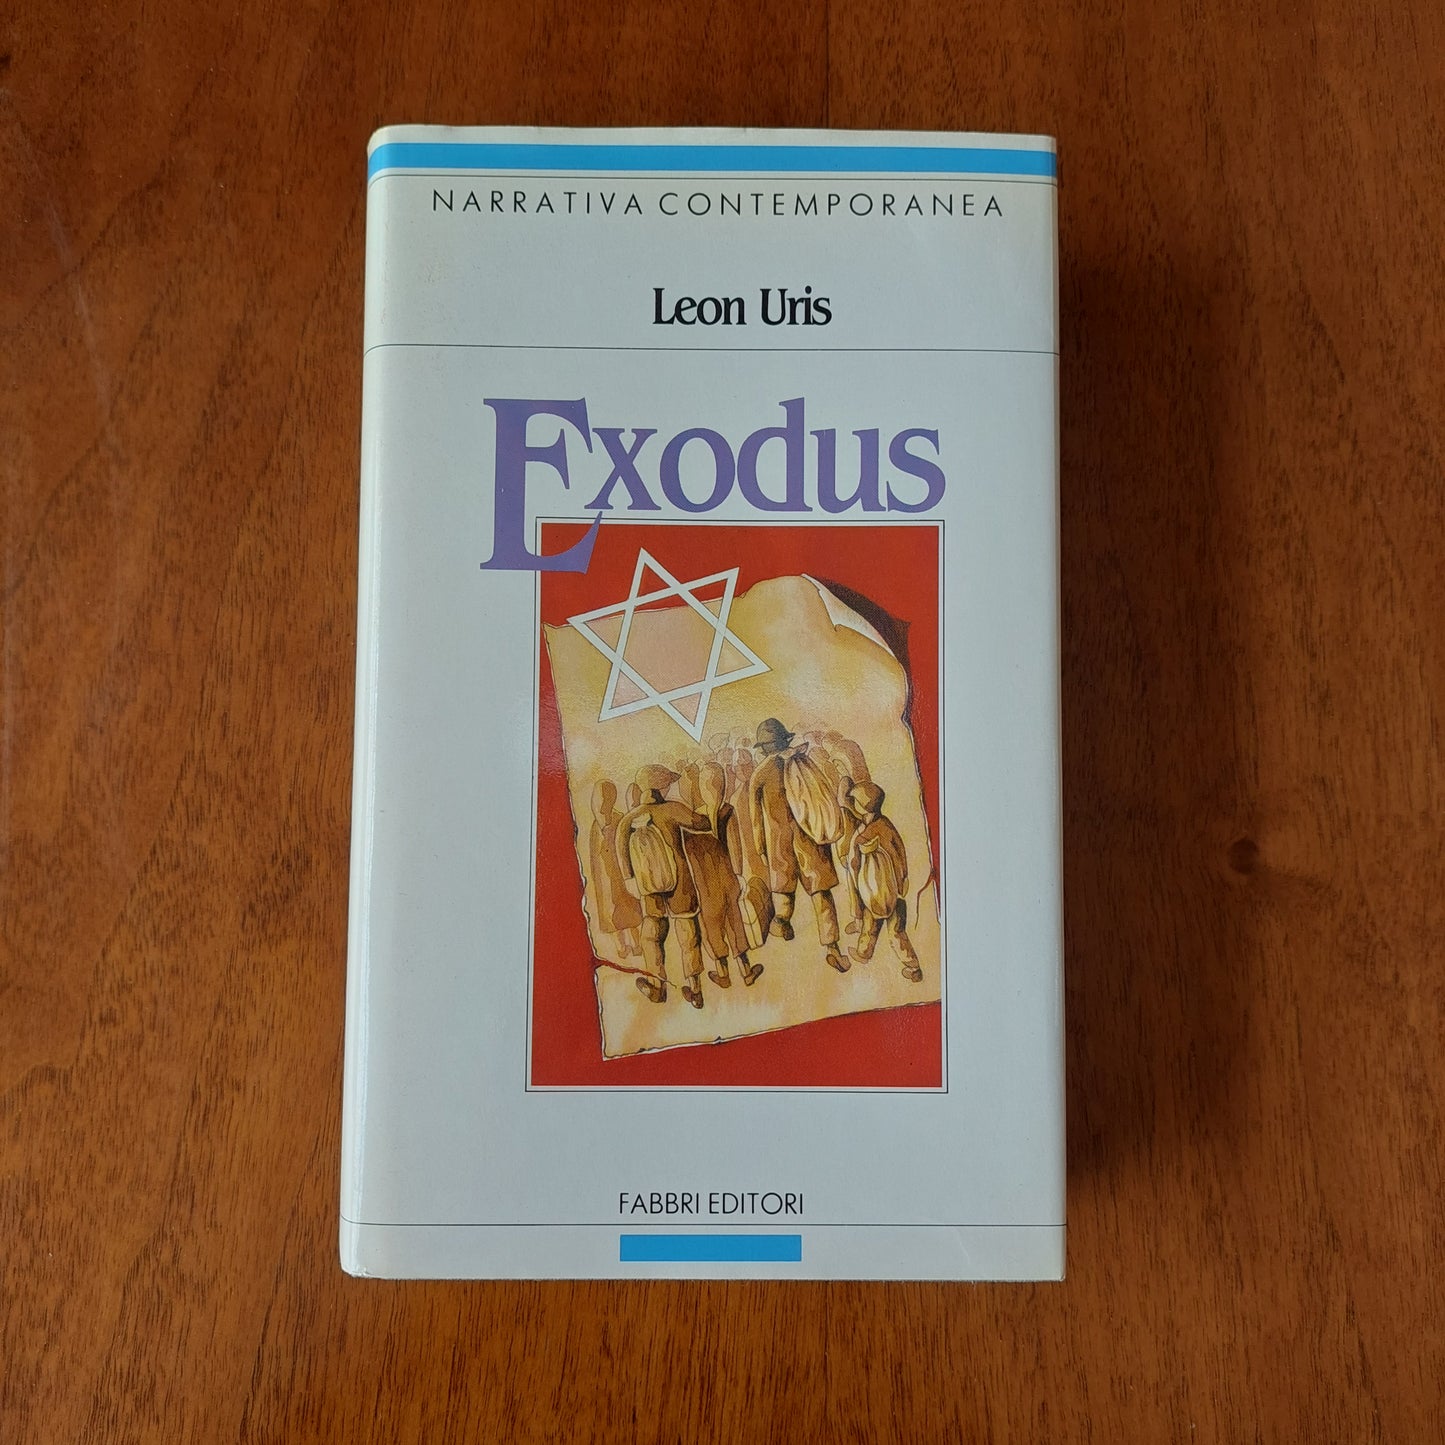 NARRATIVA CONTEMPORANEA
Leon Uris
Exodus
FABBRI EDITORI